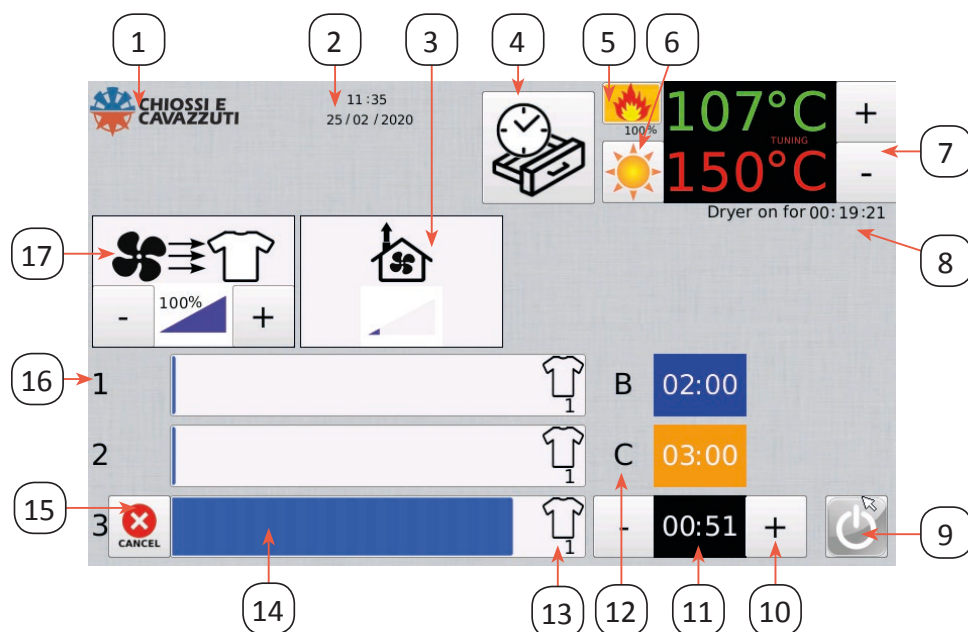 1 2 3 4 5 6
CHIOSSI E
CAVAZZUTI
11:35
25/02/2020
100%
107°C
TUNING
150°C
+
-
7
Dryer on for 00:19:21
8
17
100%
- +
16
1 1 B 02:00
2 1 C 03:00
15
3 CANCEL 1 - 00:51 +
9
14 13 12 11 10